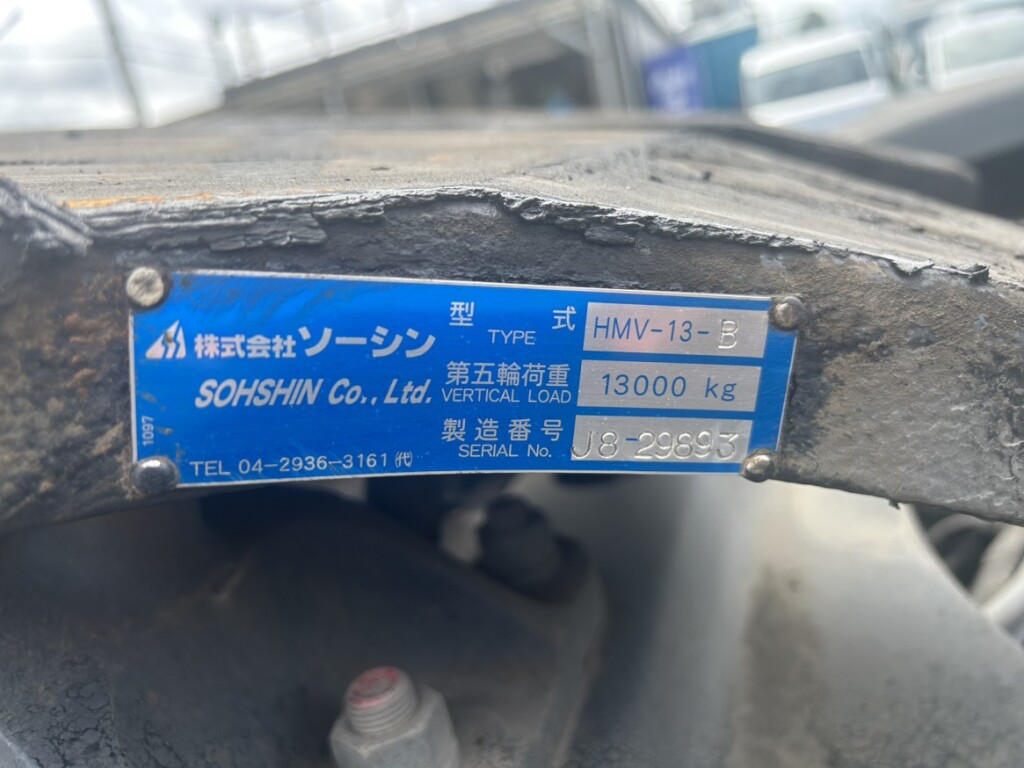 株式会社ソーシン
SOHSHIN Co., Ltd.
型式 HMV-13-B
TYPE
第五輪荷重 13000 kg
VERTICAL LOAD
製造番号 J8-29893
SERIAL No.
1097
TEL 04-2936-3161 ㈹